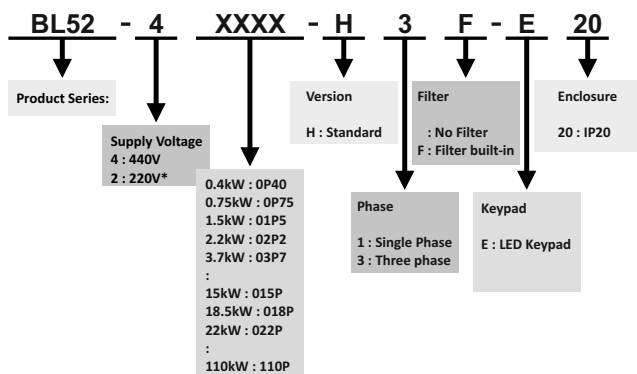 BL52 - 4 XXXX - H 3 F - E 20
Product Series:
Supply Voltage
4 : 440V
2 : 220V*
0.4kW : 0P40
0.75kW : 0P75
1.5kW : 01P5
2.2kW : 02P2
3.7kW : 03P7
:
15kW : 015P
18.5kW : 018P
22kW : 022P
:
110kW : 110P
Version
H : Standard
Phase
1 : Single Phase
3 : Three phase
Filter
: No Filter
F : Filter built-in
Keypad
E : LED Keypad
Enclosure
20 : IP20